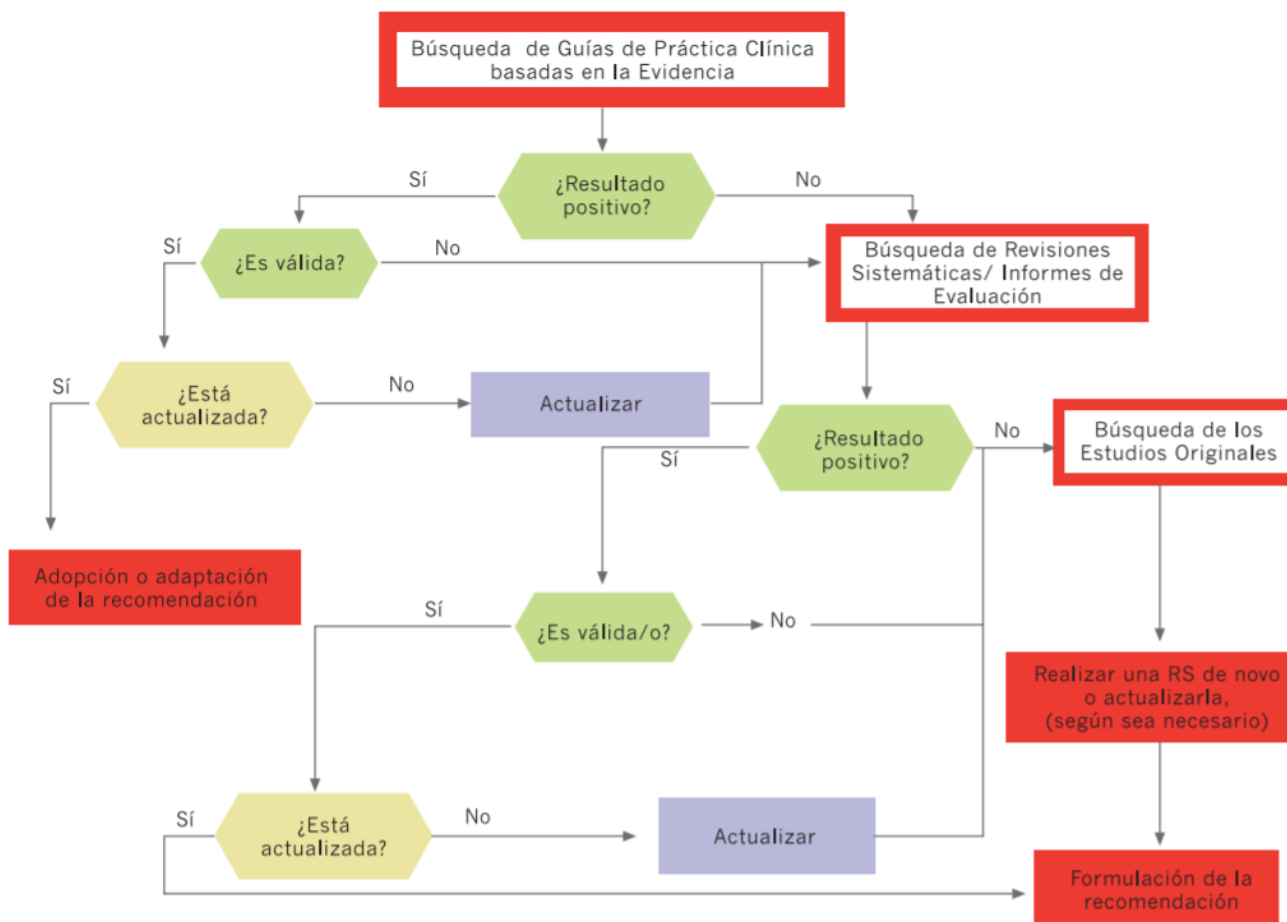 Búsqueda de Guías de Práctica Clínica
basadas en la Evidencia
¿Resultado
positivo?
Sí
No
¿Es válida?
Sí
No
Búsqueda de Revisiones
Sistemáticas/ Informes de
Evaluación
¿Está
actualizada?
Sí
No
Actualizar
¿Resultado
positivo?
Sí
No
Búsqueda de los
Estudios Originales
Adopción o adaptación
de la recomendación
¿Es válida/o?
Sí
No
Realizar una RS de novo
o actualizarla,
(según sea necesario)
¿Está
actualizada?
Sí
No
Actualizar
Formulación de la
recomendación